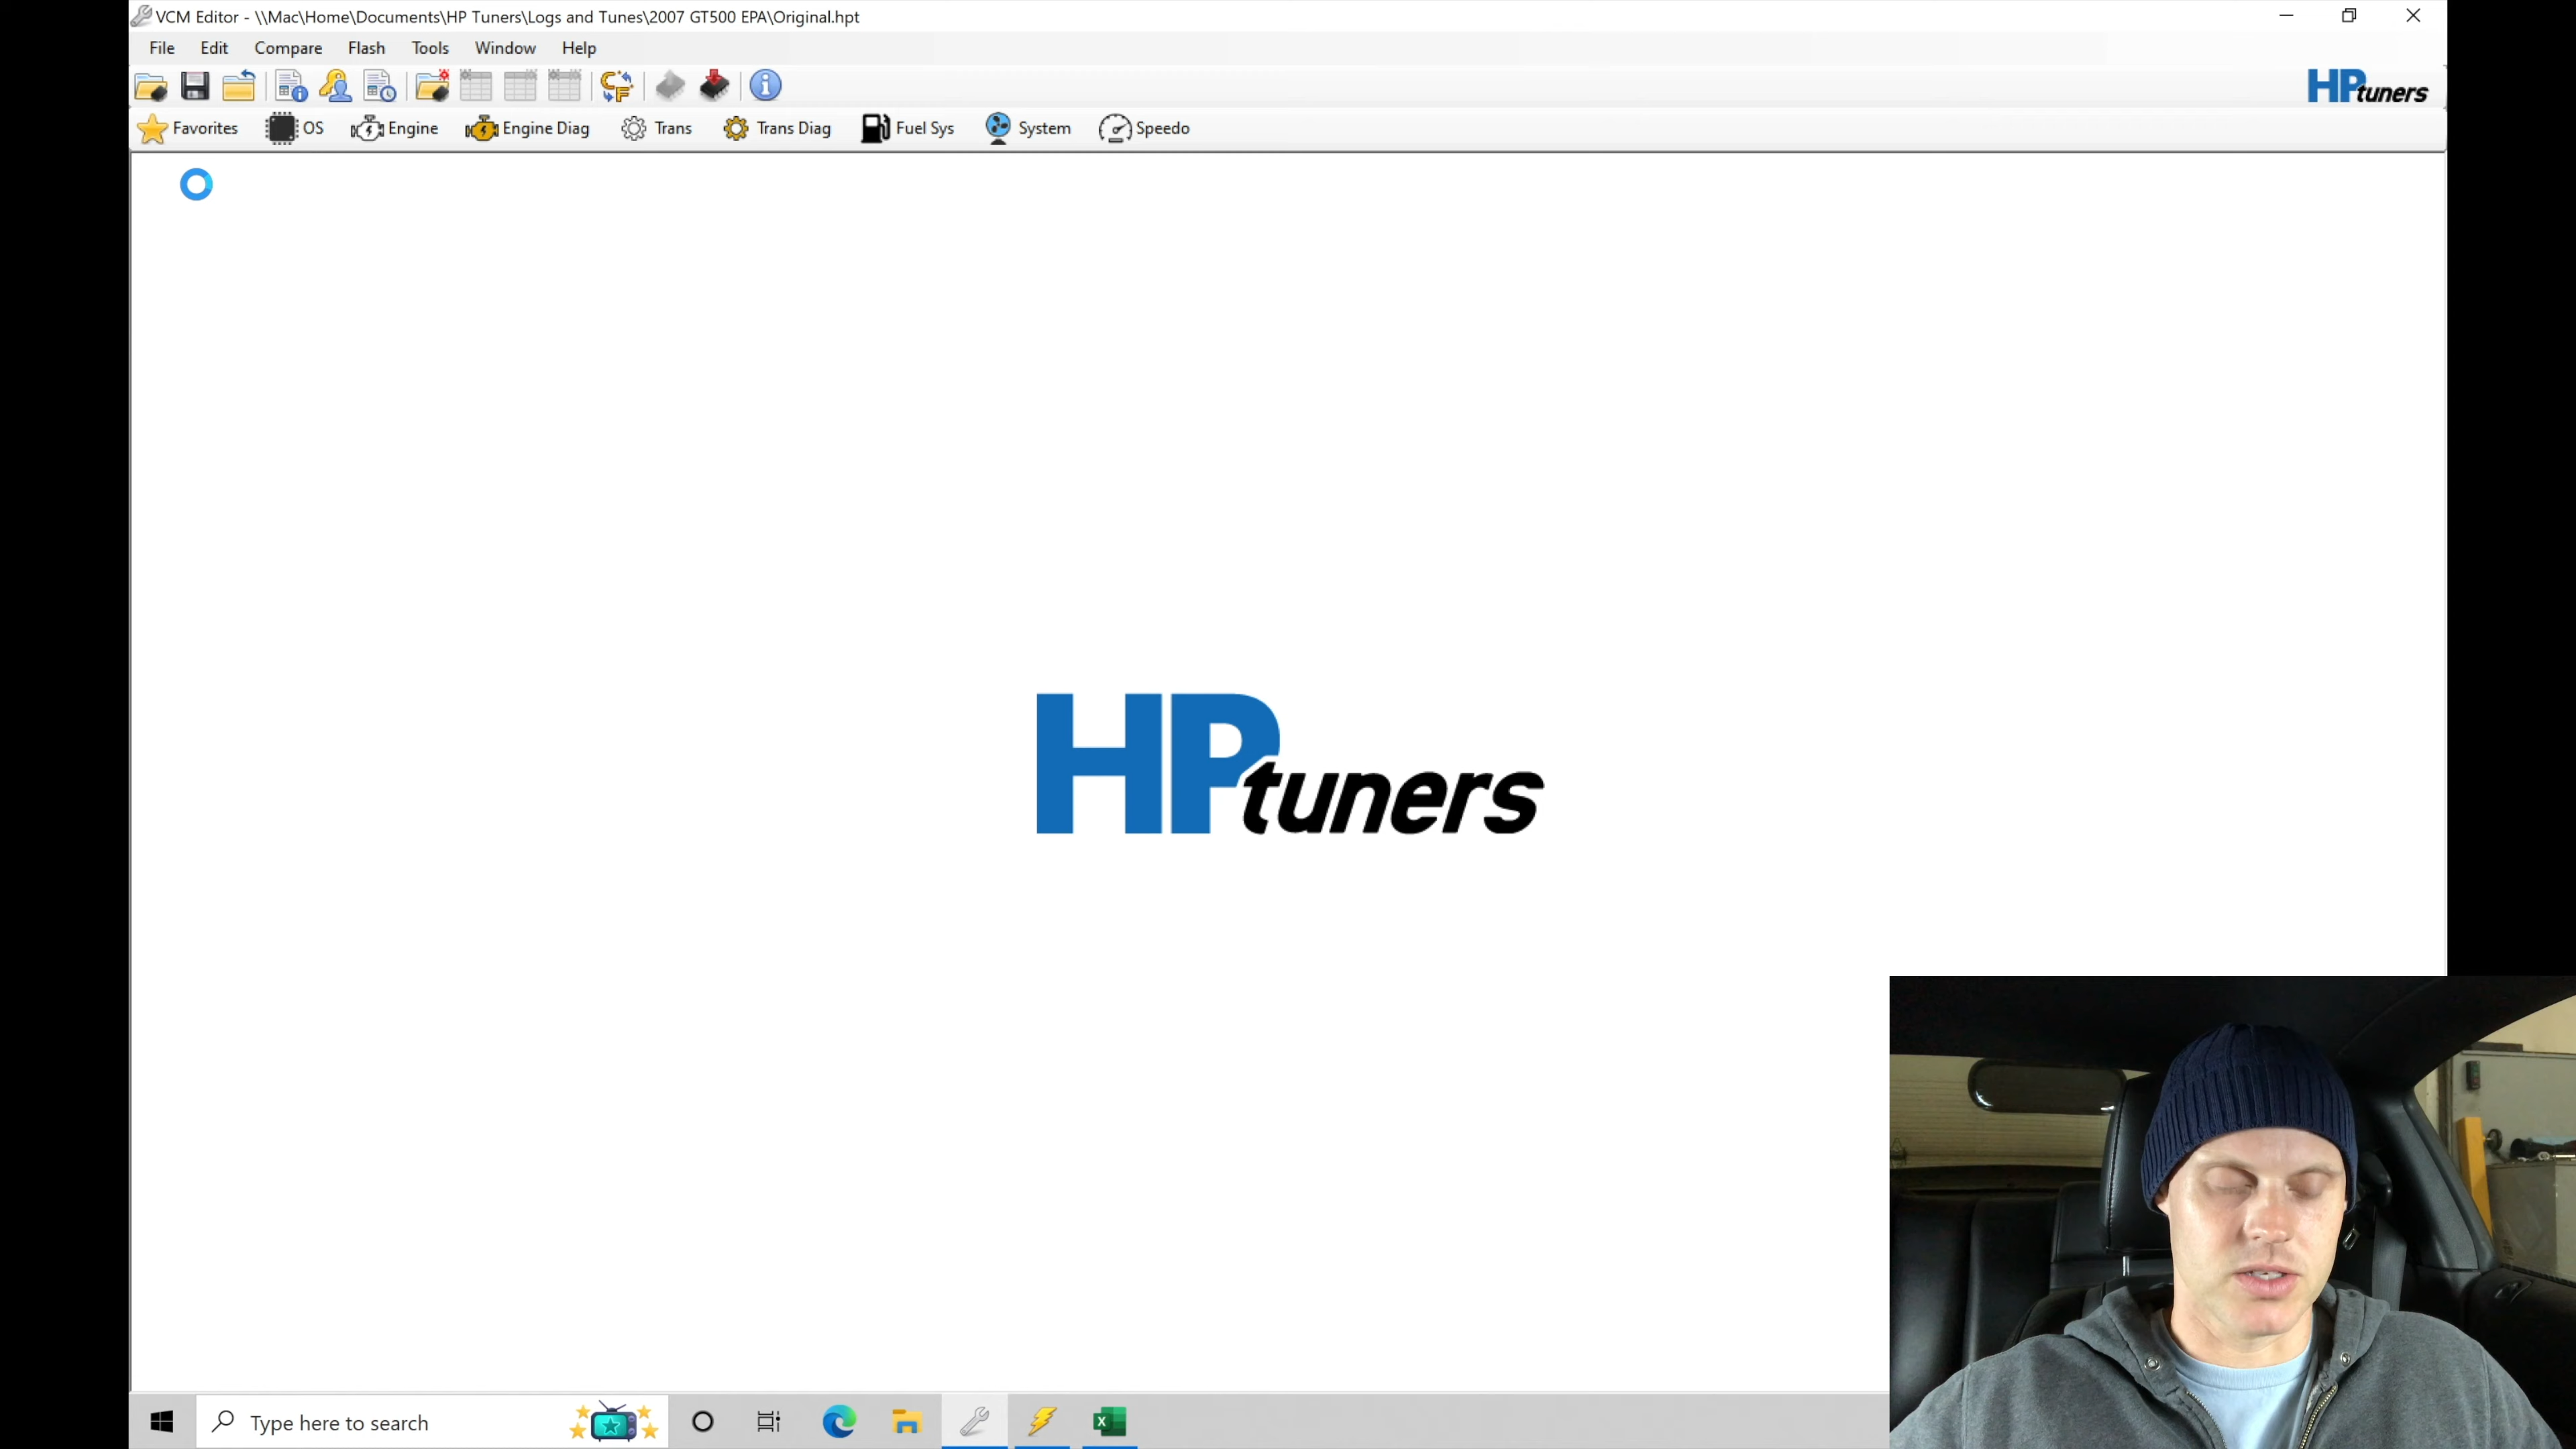 VCM Editor - \\Mac\Home\Documents\HP Tuners\Logs and Tunes\2007 GT500 EPA\Original.hpt
File Edit Compare Flash Tools Window Help
HPtuners
Favorites OS Engine Engine Diag Trans Trans Diag Fuel Sys System Speedo
HPtuners
Type here to search